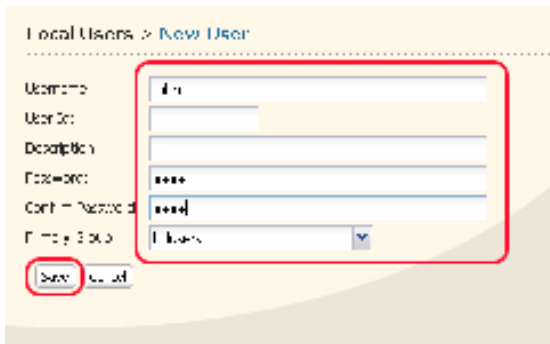 Local Users > New User
Username
User Id:
Description
Password:
Confirm Password
Primary Group
Save Cancel